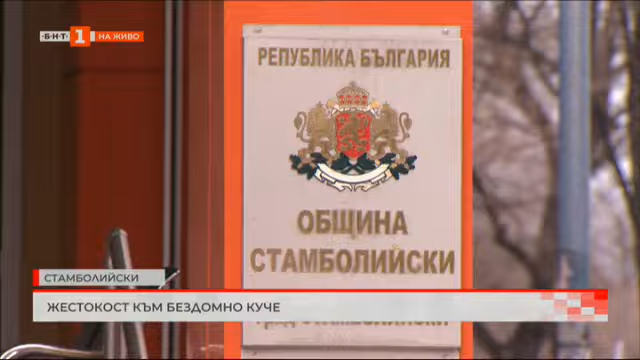 БНТ 1 НА ЖИВО
РЕПУБЛИКА БЪЛГАРИЯ
ОБЩИНА
СТАМБОЛИЙСКИ
СТАМБОЛИЙСКИ
ЖЕСТОКОСТ КЪМ БЕЗДОМНО КУЧЕ